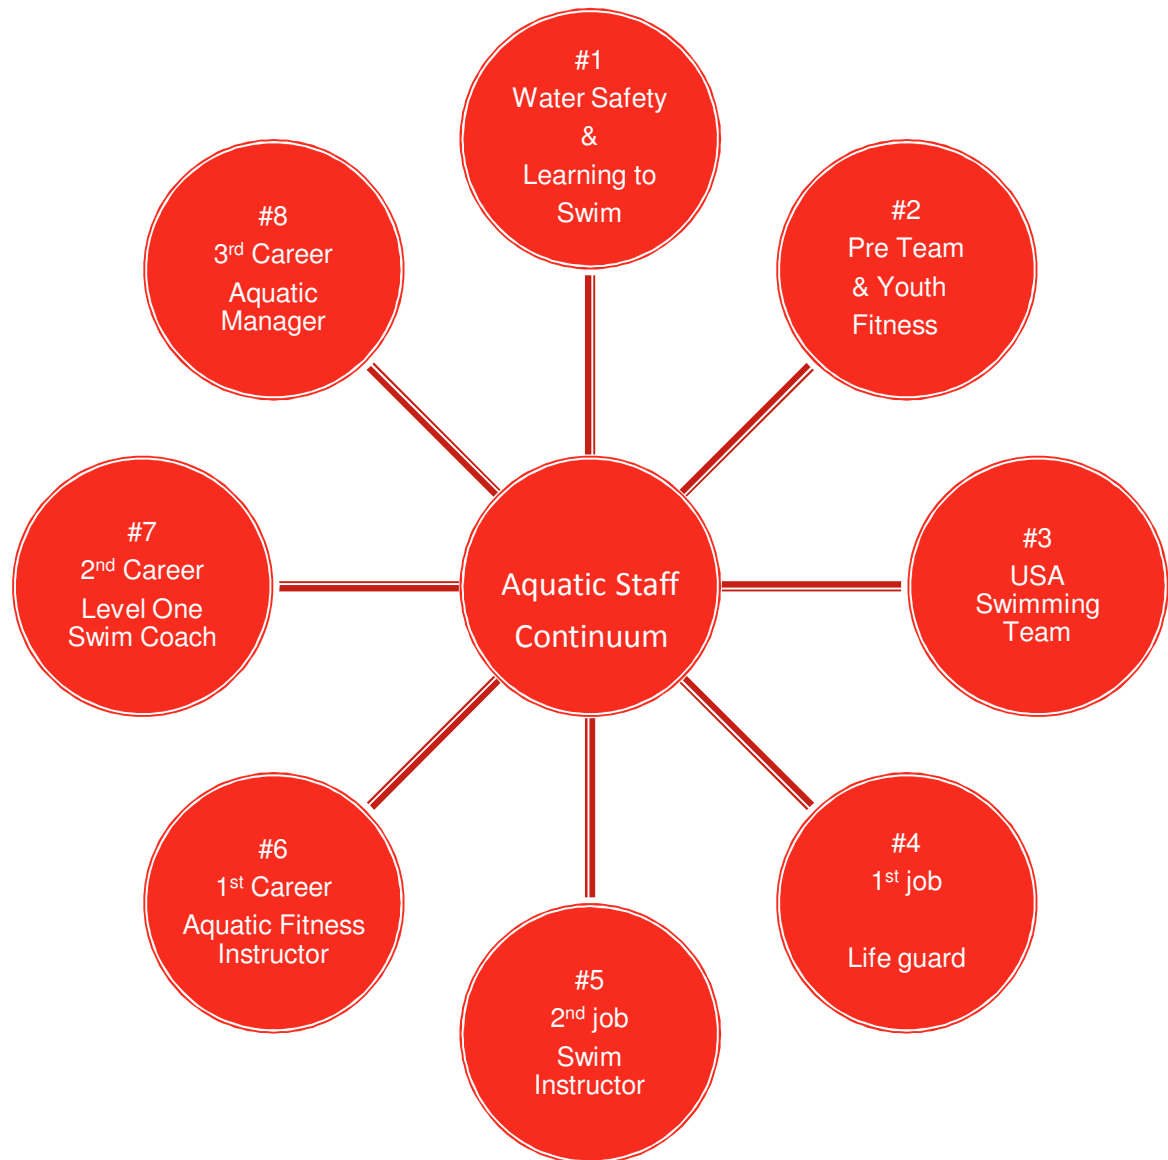 #1
Water Safety
&
Learning to
Swim
#2
Pre Team
& Youth
Fitness
#3
USA
Swimming
Team
#4
1st job
Life guard
#5
2nd job
Swim
Instructor
#6
1st Career
Aquatic Fitness
Instructor
#7
2nd Career
Level One
Swim Coach
#8
3rd Career
Aquatic
Manager
Aquatic Staff
Continuum